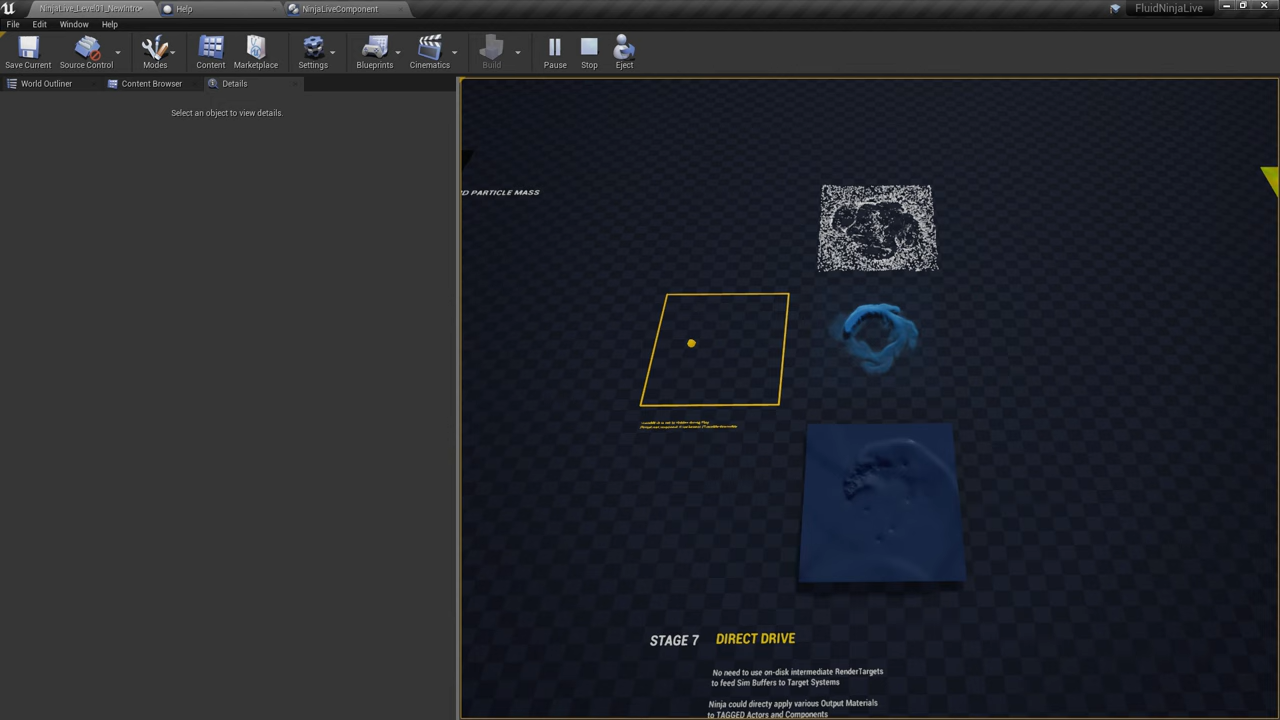 NinjaLive_Level01_NewIntro•
Help
NinjaLiveComponent
FluidNinjaLive
File
Edit
Window
Help
Save Current
Source Control
Modes
Content
Marketplace
Settings
Blueprints
Cinematics
Build
Pause
Stop
Eject
World Outliner
Content Browser
Details
Select an object to view details.
D PARTICLE MASS
STAGE 7 DIRECT DRIVE
No need to use on-disk intermediate RenderTargets
to feed Sim Buffers to Target Systems
Ninja could directly apply various Output Materials
to TAGGED Actors and Components